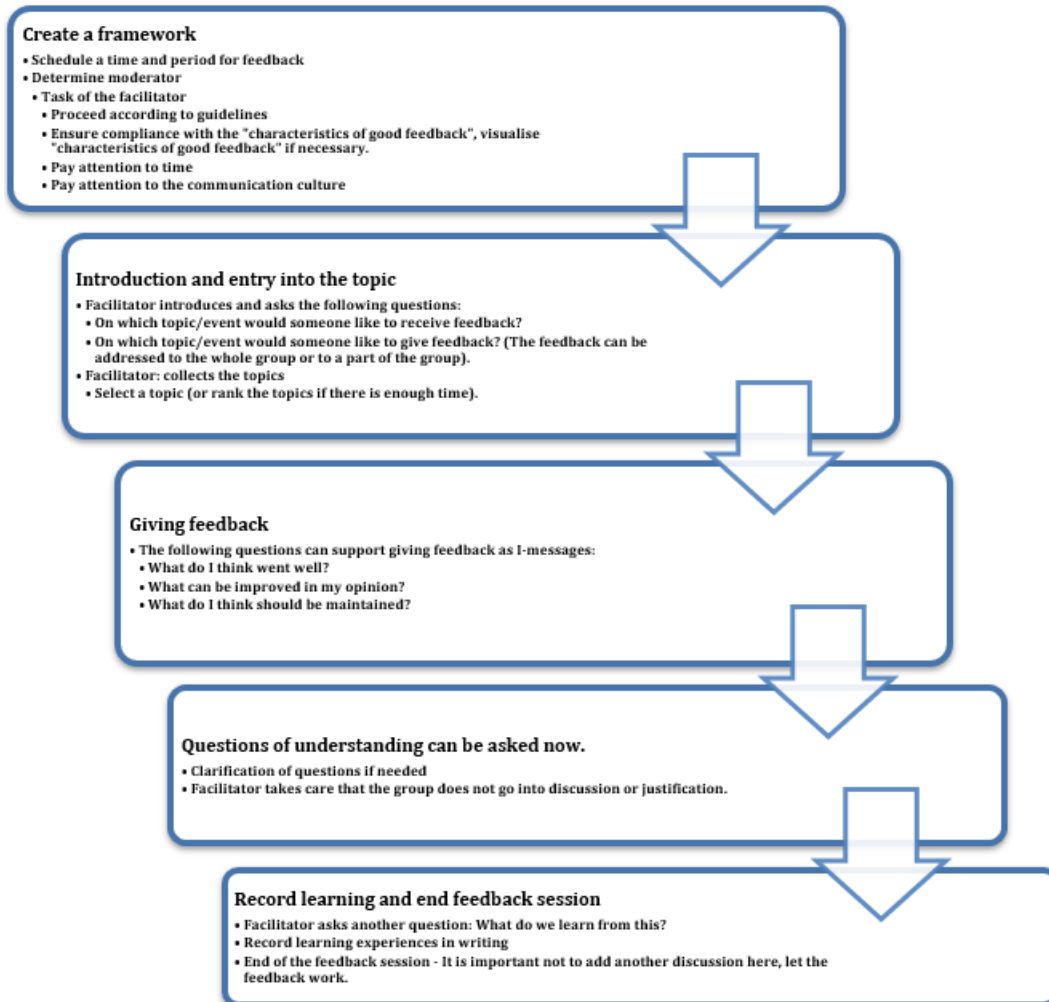 Create a framework
• Schedule a time and period for feedback
• Determine moderator
• Task of the facilitator
• Proceed according to guidelines
• Ensure compliance with the "characteristics of good feedback", visualise
"characteristics of good feedback" if necessary.
• Pay attention to time
• Pay attention to the communication culture
Introduction and entry into the topic
• Facilitator introduces and asks the following questions:
• On which topic/event would someone like to receive feedback?
• On which topic/event would someone like to give feedback? (The feedback can be
addressed to the whole group or to a part of the group).
• Facilitator: collects the topics
• Select a topic (or rank the topics if there is enough time).
Giving feedback
• The following questions can support giving feedback as I-messages:
• What do I think went well?
• What can be improved in my opinion?
• What do I think should be maintained?
Questions of understanding can be asked now.
• Clarification of questions if needed
• Facilitator takes care that the group does not go into discussion or justification.
Record learning and end feedback session
• Facilitator asks another question: What do we learn from this?
• Record learning experiences in writing
• End of the feedback session - It is important not to add another discussion here, let the
feedback work.